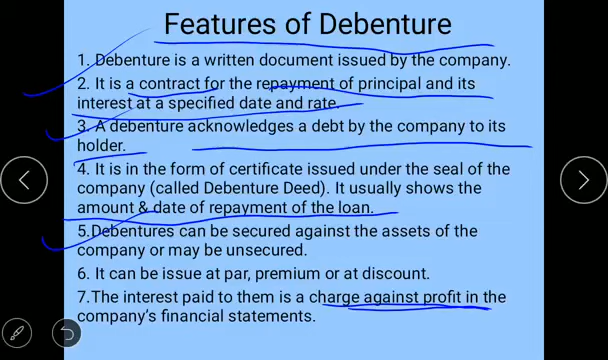 Features of Debenture
1. Debenture is a written document issued by the company.
2. It is a contract for the repayment of principal and its
interest at a specified date and rate.
3. A debenture acknowledges a debt by the company to its
holder.
4. It is in the form of certificate issued under the seal of the
company (called Debenture Deed). It usually shows the
amount & date of repayment of the loan.
5.Debentures can be secured against the assets of the
company or may be unsecured.
6. It can be issue at par, premium or at discount.
7.The interest paid to them is a charge against profit in the
company's financial statements.